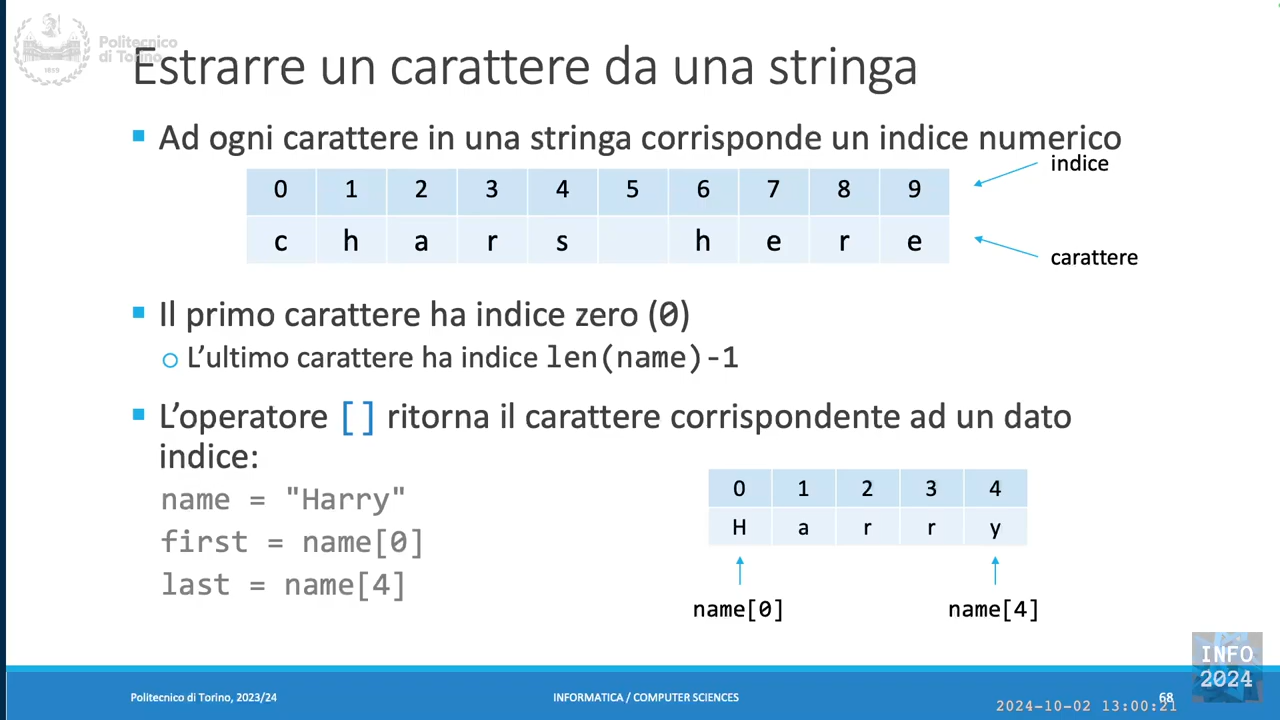 Politecnico
di Torino
1859
Estrarre un carattere da una stringa
Ad ogni carattere in una stringa corrisponde un indice numerico
indice
0 1 2 3 4 5 6 7 8 9
c h a r s h e r e
carattere
Il primo carattere ha indice zero (0)
L’ultimo carattere ha indice len(name)-1
L’operatore [] ritorna il carattere corrispondente ad un dato
indice:
name = "Harry"
first = name[0]
last = name[4]
0 1 2 3 4
H a r r y
name[0] name[4]
INFO
2024
Politecnico di Torino, 2023/24 INFORMATICA / COMPUTER SCIENCES 68
2024-10-02 13:00:21